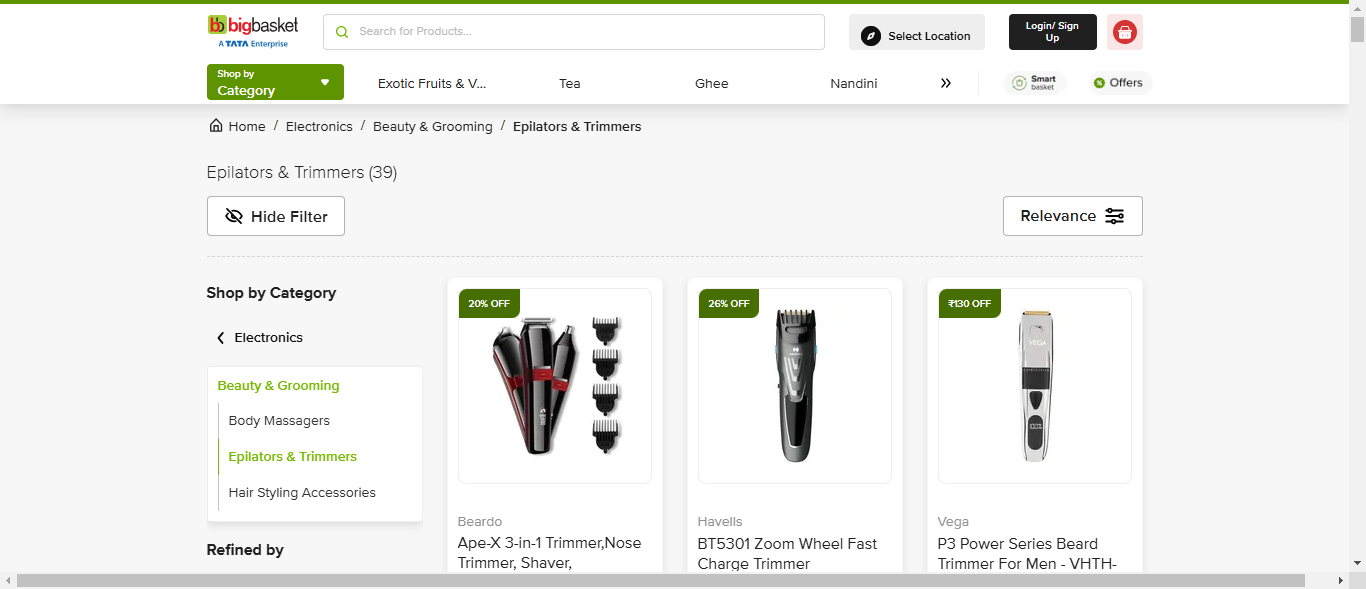 bb bigbasket
A TATA Enterprise
Search for Products...
Select Location
Login/ Sign
Up
Shop by
Category
Exotic Fruits & V...
Tea
Ghee
Nandini
Smart
basket
Offers
Home / Electronics / Beauty & Grooming / Epilators & Trimmers
Epilators & Trimmers (39)
Hide Filter
Relevance
Shop by Category
Electronics
Beauty & Grooming
Body Massagers
Epilators & Trimmers
Hair Styling Accessories
Refined by
20% OFF
Beardo
Ape-X 3-in-1 Trimmer,Nose
Trimmer, Shaver,
26% OFF
Havells
BT5301 Zoom Wheel Fast
Charge Trimmer
₹130 OFF
VEGA
100%
Vega
P3 Power Series Beard
Trimmer For Men - VHTH-